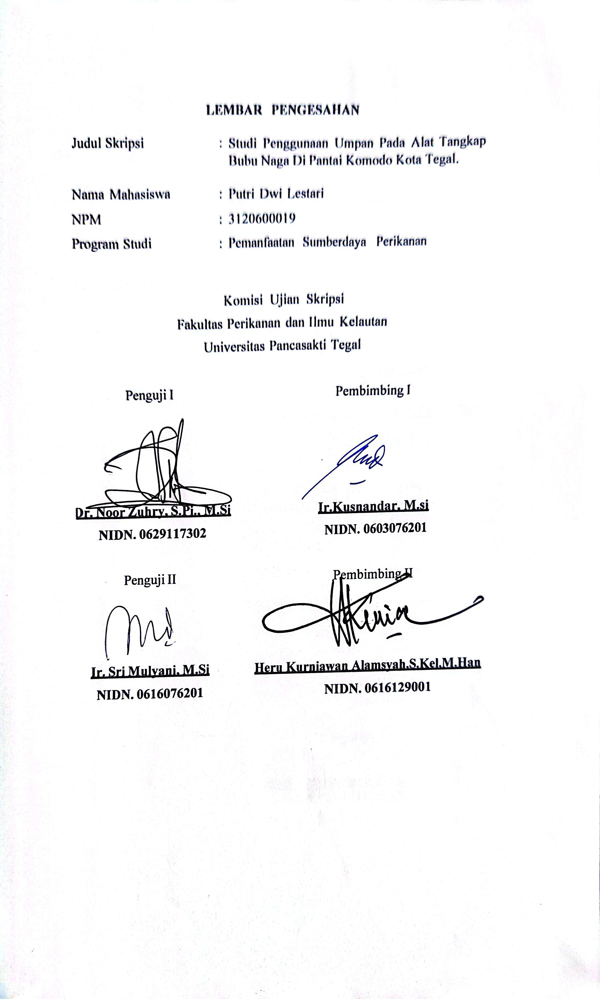 LEMBAR PENGESAHAN
Judul Skripsi : Studi Penggunaan Umpan Pada Alat Tangkap
Bubu Naga Di Pantai Komodo Kota Tegal.
Nama Mahasiswa : Putri Dwi Lestari
NPM : 3120600019
Program Studi : Pemanfaatan Sumberdaya Perikanan
Komisi Ujian Skripsi
Fakultas Perikanan dan Ilmu Kelautan
Universitas Pancasakti Tegal
Penguji I Pembimbing I
Dr. Noor Zuhry. S.Pi., M.Si Ir.Kusnandar. M.si
NIDN. 0629117302 NIDN. 0603076201
Penguji II Pembimbing II
Ir. Sri Mulyani. M.Si Heru Kurniawan Alamsyah.S.Kel.M.Han
NIDN. 0616076201 NIDN. 0616129001